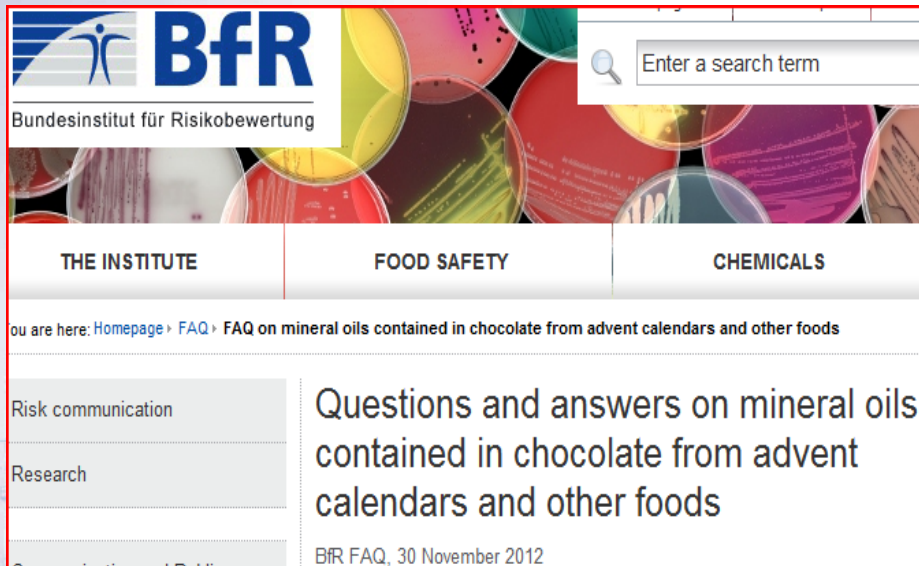 BfR
Bundesinstitut für Risikobewertung
Enter a search term
THE INSTITUTE
FOOD SAFETY
CHEMICALS
ou are here: Homepage › FAQ › FAQ on mineral oils contained in chocolate from advent calendars and other foods
Risk communication
Research
Questions and answers on mineral oils
contained in chocolate from advent
calendars and other foods
BfR FAQ, 30 November 2012